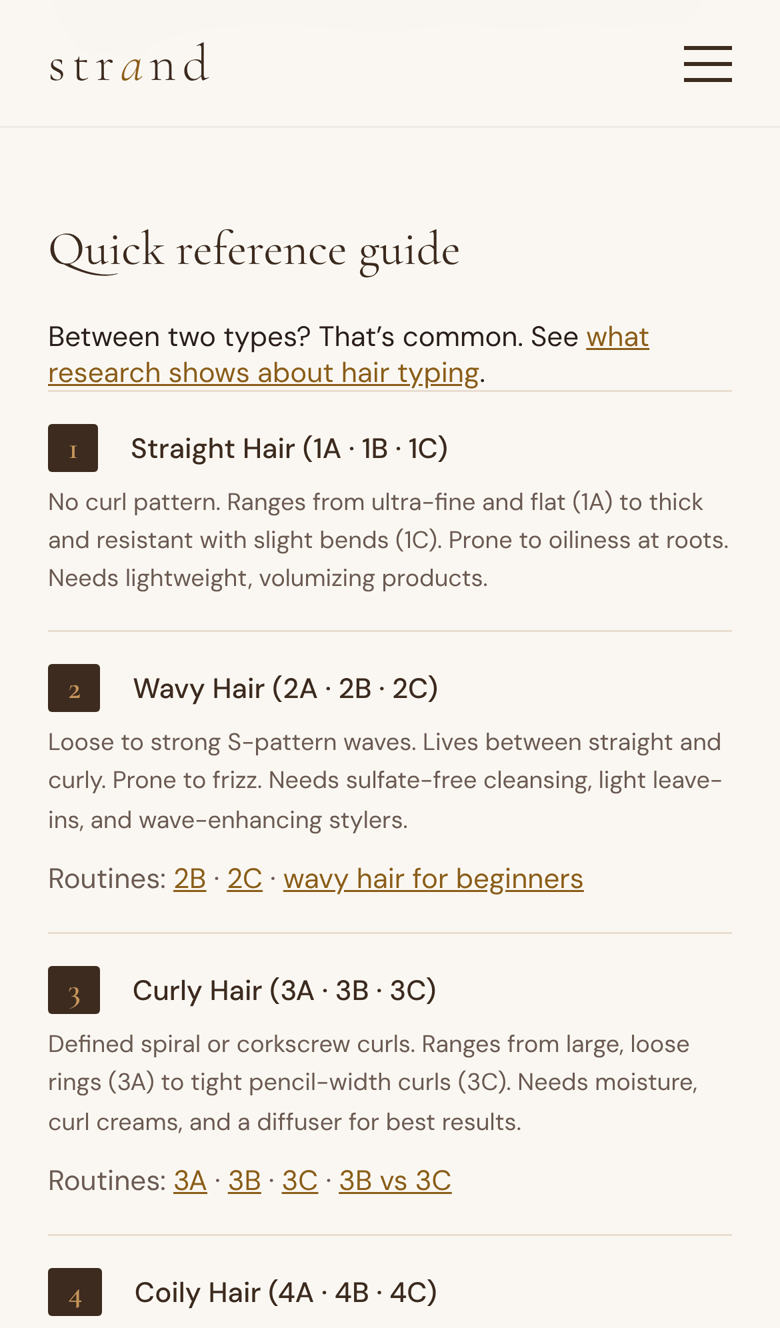 strand
Quick reference guide
Between two types? That’s common. See what
research shows about hair typing.
1 Straight Hair (1A · 1B · 1C)
No curl pattern. Ranges from ultra-fine and flat (1A) to thick
and resistant with slight bends (1C). Prone to oiliness at roots.
Needs lightweight, volumizing products.
2 Wavy Hair (2A · 2B · 2C)
Loose to strong S-pattern waves. Lives between straight and
curly. Prone to frizz. Needs sulfate-free cleansing, light leave-
ins, and wave-enhancing stylers.
Routines: 2B · 2C · wavy hair for beginners
3 Curly Hair (3A · 3B · 3C)
Defined spiral or corkscrew curls. Ranges from large, loose
rings (3A) to tight pencil-width curls (3C). Needs moisture,
curl creams, and a diffuser for best results.
Routines: 3A · 3B · 3C · 3B vs 3C
4 Coily Hair (4A · 4B · 4C)